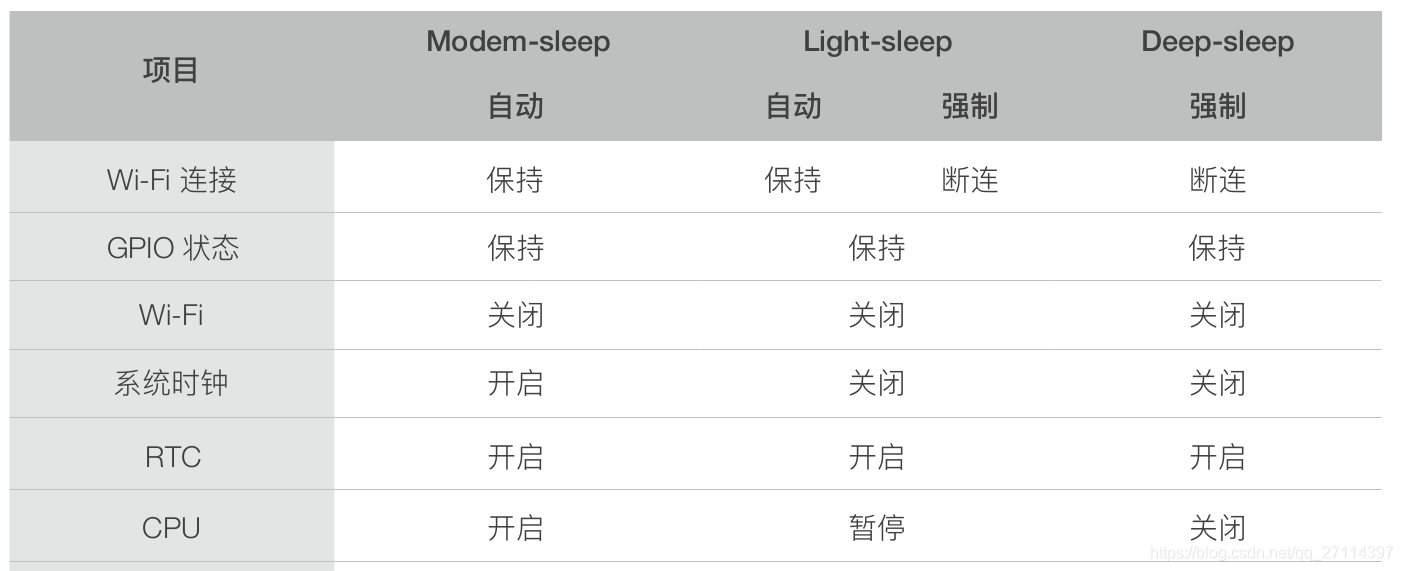 项目 Modem-sleep Light-sleep Deep-sleep
自动 自动 强制 强制
Wi-Fi 连接 保持 保持 断连 断连
GPIO 状态 保持 保持 保持
Wi-Fi 关闭 关闭 关闭
系统时钟 开启 关闭 关闭
RTC 开启 开启 开启
CPU 开启 暂停 关闭
https://blog.csdn.net/qq_27114397